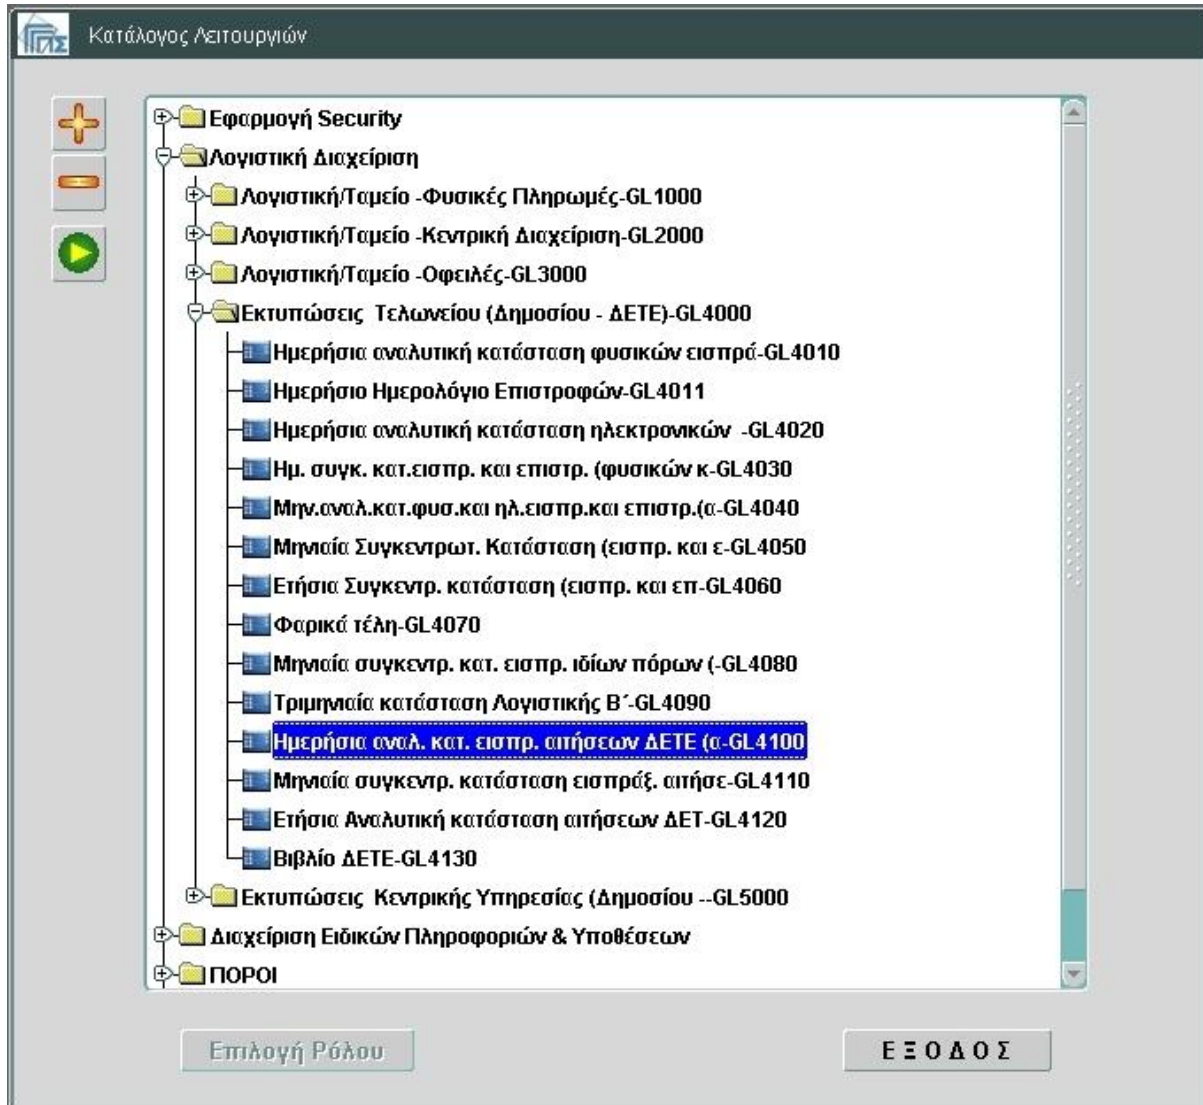 ΓΓΠΣ
Κατάλογος Λειτουργιών
Εφαρμογή Security
Λογιστική Διαχείριση
Λογιστική/Ταμείο -Φυσικές Πληρωμές-GL1000
Λογιστική/Ταμείο -Κεντρική Διαχείριση-GL2000
Λογιστική/Ταμείο -Οφειλές-GL3000
Εκτυπώσεις Τελωνείου (Δημοσίου - ΔΕΤΕ)-GL4000
Ημερήσια αναλυτική κατάσταση φυσικών εισπρά-GL4010
Ημερήσιο Ημερολόγιο Επιστροφών-GL4011
Ημερήσια αναλυτική κατάσταση ηλεκτρονικών -GL4020
Ημ. συγκ. κατ.εισπρ. και επιστρ. (φυσικών κ-GL4030
Μην.αναλ.κατ.φυσ.και ηλ.εισπρ.και επιστρ.(α-GL4040
Μηνιαία Συγκεντρωτ. Κατάσταση (εισπρ. και ε-GL4050
Ετήσια Συγκεντρ. κατάσταση (εισπρ. και επ-GL4060
Φαρικά τέλη-GL4070
Μηνιαία συγκεντρ. κατ. εισπρ. ιδίων πόρων (-GL4080
Τριμηνιαία κατάσταση Λογιστικής Β΄-GL4090
Ημερήσια αναλ. κατ. εισπρ. αιτήσεων ΔΕΤΕ (α-GL4100
Μηνιαία συγκεντρ. κατάσταση εισπράξ. αιτήσε-GL4110
Ετήσια Αναλυτική κατάσταση αιτήσεων ΔΕΤ-GL4120
Βιβλίο ΔΕΤΕ-GL4130
Εκτυπώσεις Κεντρικής Υπηρεσίας (Δημοσίου --GL5000
Διαχείριση Ειδικών Πληροφοριών & Υποθέσεων
ΠΟΡΟΙ
Επιλογή Ρόλου
ΕΞΟΔΟΣ